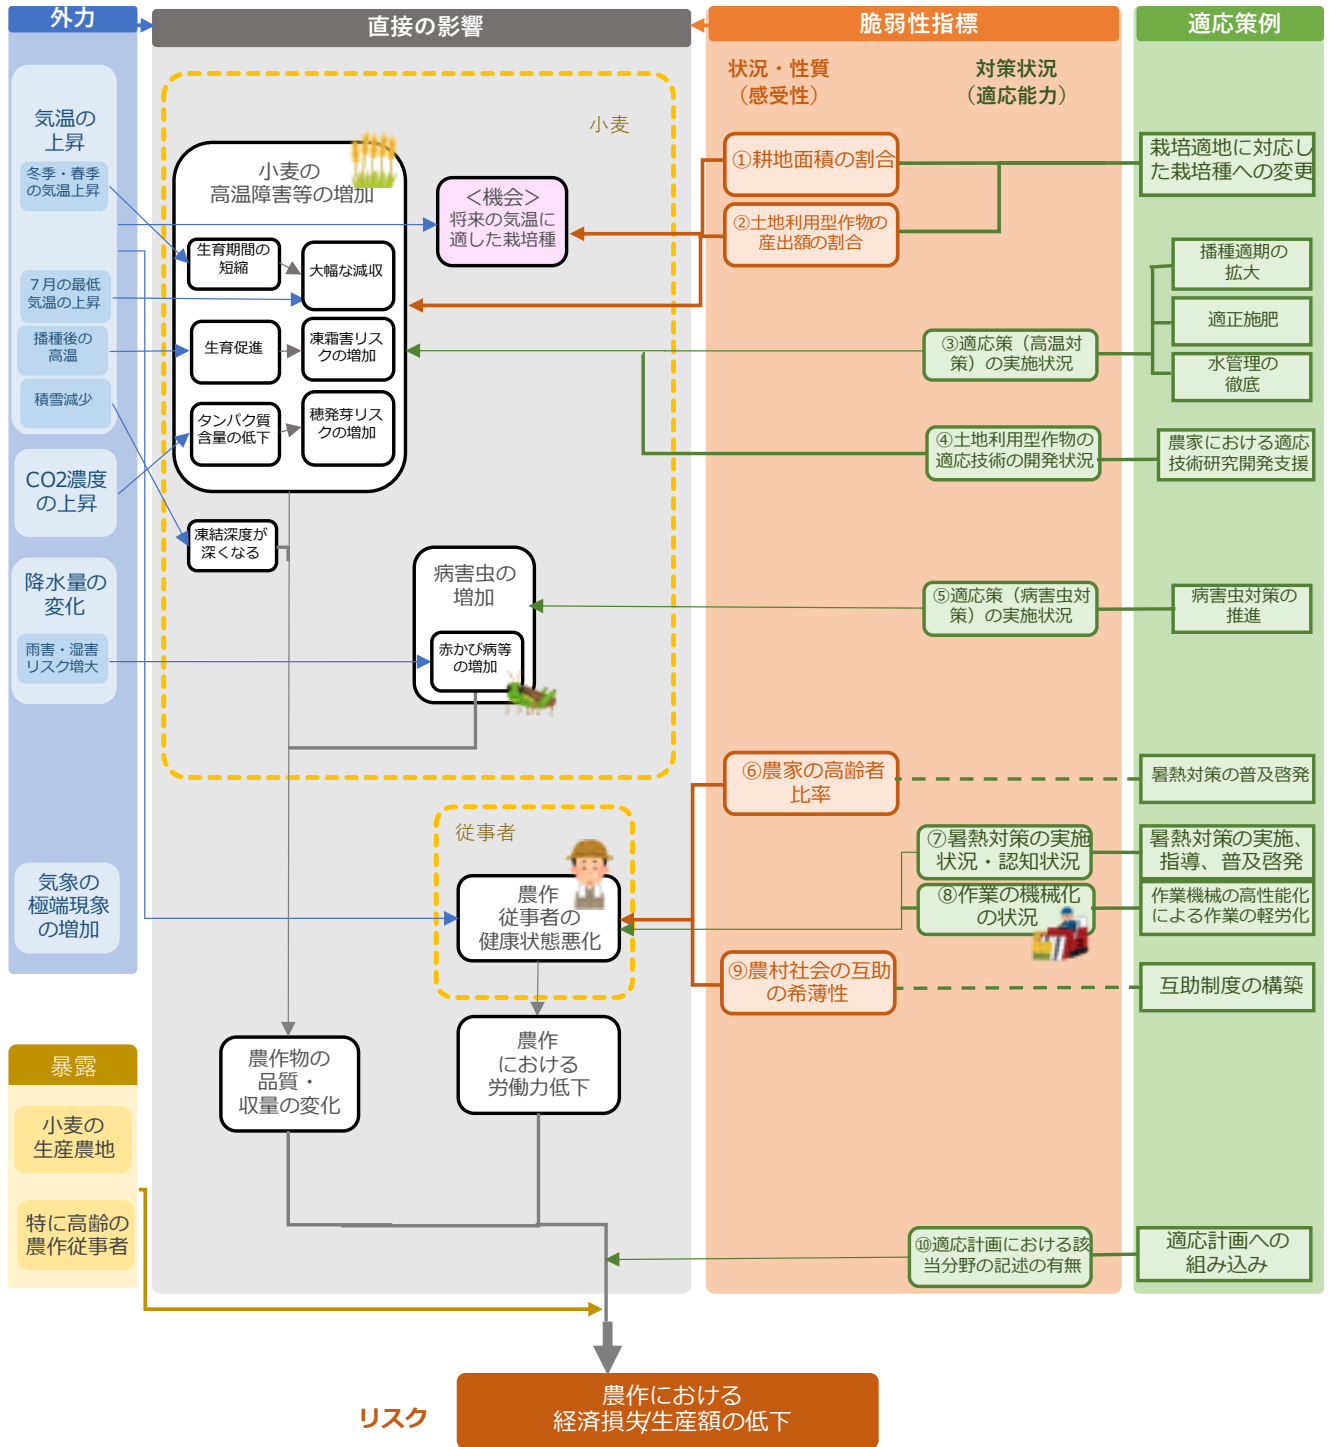 外力
直接の影響
脆弱性指標
適応策例
状況・性質
（感受性）
対策状況
（適応能力）
気温の
上昇
冬季・春季
の気温上昇
７月の最低
気温の上昇
播種後の
高温
積雪減少
CO2濃度
の上昇
降水量の
変化
雨害・湿害
リスク増大
気象の
極端現象
の増加
暴露
小麦の
生産農地
特に高齢の
農作従事者
小麦
小麦の
高温障害等の増加
生育期間の
短縮
大幅な減収
生育促進
凍霜害リス
クの増加
タンパク質
含量の低下
穂発芽リス
クの増加
＜機会＞
将来の気温に
適した栽培種
凍結深度が
深くなる
病害虫の
増加
赤かび病等
の増加
従事者
農作
従事者の
健康状態悪化
農作物の
品質・
収量の変化
農作
における
労働力低下
①耕地面積の割合
②土地利用型作物の
産出額の割合
③適応策（高温対
策）の実施状況
④土地利用型作物の
適応技術の開発状況
⑤適応策（病害虫対
策）の実施状況
⑥農家の高齢者
比率
⑦暑熱対策の実施
状況・認知状況
⑧作業の機械化
の状況
⑨農村社会の互助
の希薄性
⑩適応計画における該
当分野の記述の有無
栽培適地に対応し
た栽培種への変更
播種適期の
拡大
適正施肥
水管理の
徹底
農家における適応
技術研究開発支援
病害虫対策の
推進
暑熱対策の普及啓発
暑熱対策の実施、
指導、普及啓発
作業機械の高性能化
による作業の軽労化
互助制度の構築
適応計画への
組み込み
リスク
農作における
経済損失/生産額の低下